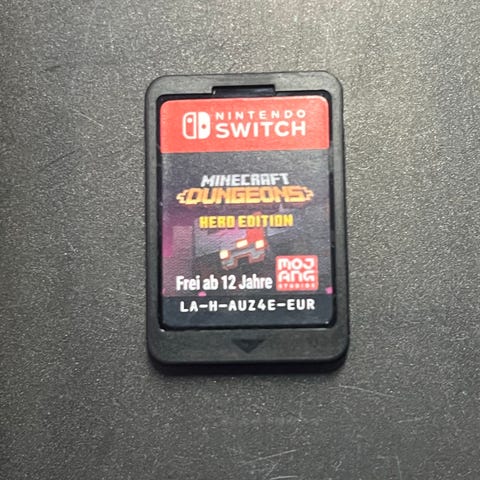 NINTENDO
SWITCH
MINECRAFT
DUNGEONS
HERO EDITION
Frei ab 12 Jahre
MOJ
ANG
STUDIOS
LA-H-AUZ4E-EUR